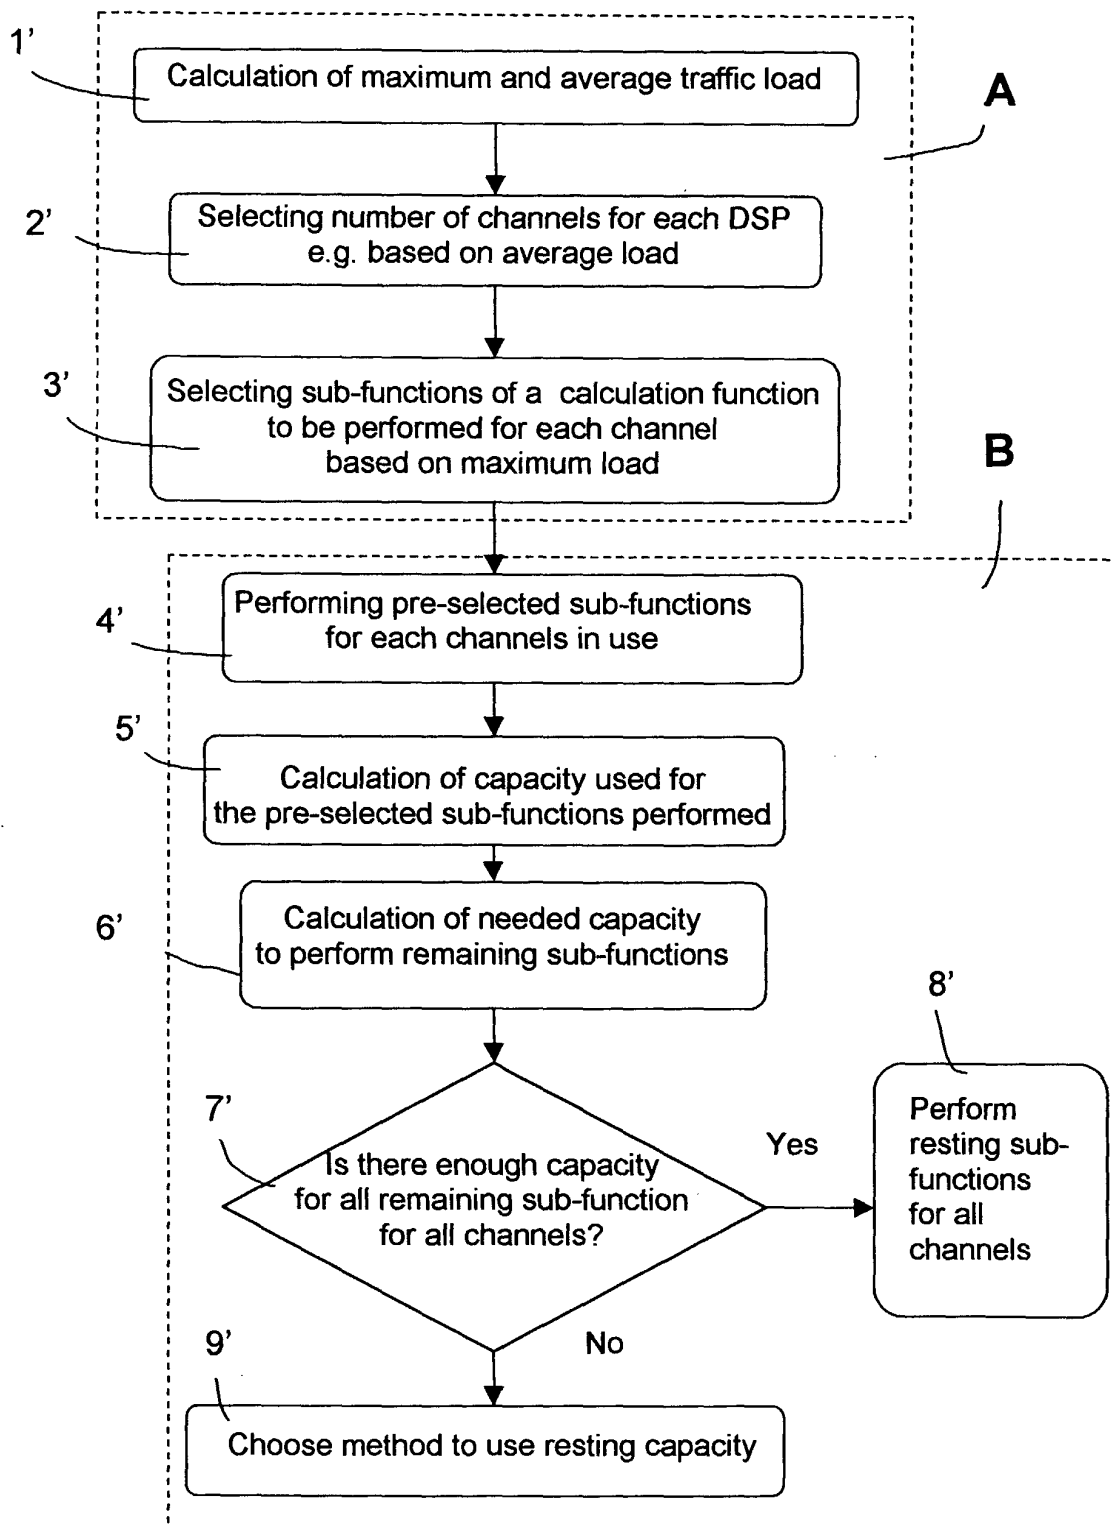 1’
Calculation of maximum and average traffic load
A
2’
Selecting number of channels for each DSP
e.g. based on average load
3’
Selecting sub-functions of a calculation function
to be performed for each channel
based on maximum load
B
4’
Performing pre-selected sub-functions
for each channels in use
5’
Calculation of capacity used for
the pre-selected sub-functions performed
6’
Calculation of needed capacity
to perform remaining sub-functions
7’
Is there enough capacity
for all remaining sub-function
for all channels?
Yes
8’
Perform
resting sub-
functions
for all
channels
No
9’
Choose method to use resting capacity